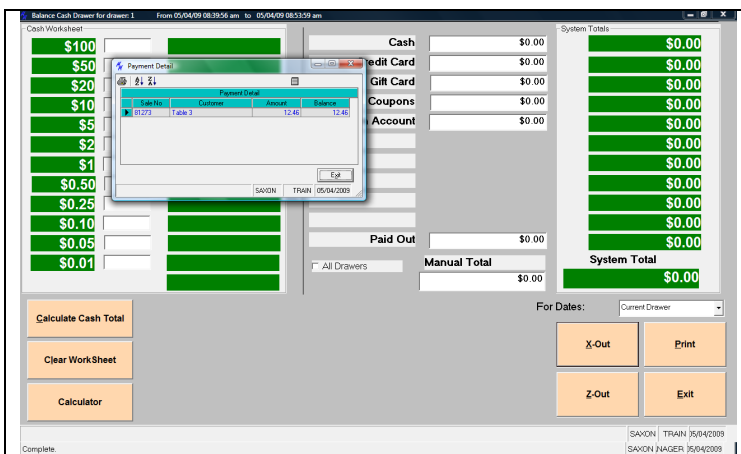 Balance Cash Drawer for drawer: 1 From 05/04/09 08:39:56 am to 05/04/09 08:53:59 am
Cash Worksheet
$100
$50
$20
$10
$5
$2
$1
$0.50
$0.25
$0.10
$0.05
$0.01
Payment Detail
Payment Detail
Sale No Customer Amount Balance
81273 Table 3 12.46 12.46
Exit
SAXON TRAIN 05/04/2009
Cash $0.00
Card $0.00
Gift Card $0.00
Coupons $0.00
Account $0.00
Paid Out $0.00
All Drawers
Manual Total
$0.00
System Totals
$0.00
$0.00
$0.00
$0.00
$0.00
$0.00
$0.00
$0.00
$0.00
$0.00
$0.00
System Total
$0.00
For Dates: Current Drawer
Calculate Cash Total
Clear WorkSheet
Calculator
X-Out
Print
Z-Out
Exit
SAXON TRAIN 05/04/2009
Complete. SAXON NAGER 05/04/2009